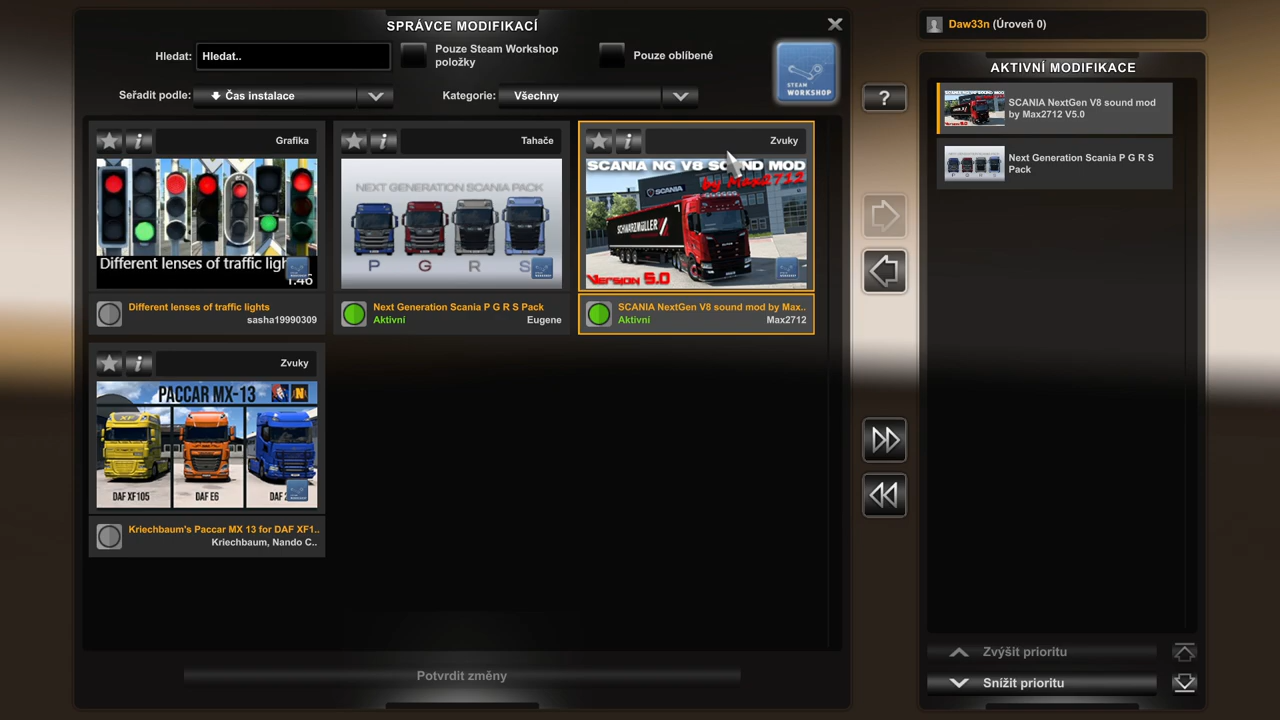 SPRÁVCE MODIFIKACÍ
Hledat:
Hledat..
Pouze Steam Workshop
položky
Pouze oblíbené
STEAM
WORKSHOP
Seřadit podle:
Čas instalace
Kategorie:
Všechny
Grafika
Different lenses of traffic ligh
1.46
Different lenses of traffic lights
sasha19990309
Tahače
NEXT GENERATION SCANIA PACK
P G R S
Next Generation Scania P G R S Pack
Aktivní
Eugene
Zvuky
SCANIA NG V8 SOUND MOD
by Max2712
SCANIA
SCHWARZMÜLLER
Version 5.0
SCANIA NextGen V8 sound mod by Max..
Aktivní
Max2712
Zvuky
PACCAR MX-13
DAF XF105
DAF E6
DAF 2
Kriechbaum's Paccar MX 13 for DAF XF1..
Kriechbaum, Nando C..
Potvrdit změny
?
Daw33n (Úroveň 0)
AKTIVNÍ MODIFIKACE
SCANIA NextGen V8 sound mod
by Max2712 V5.0
Next Generation Scania P G R S
Pack
Zvýšit prioritu
Snížit prioritu